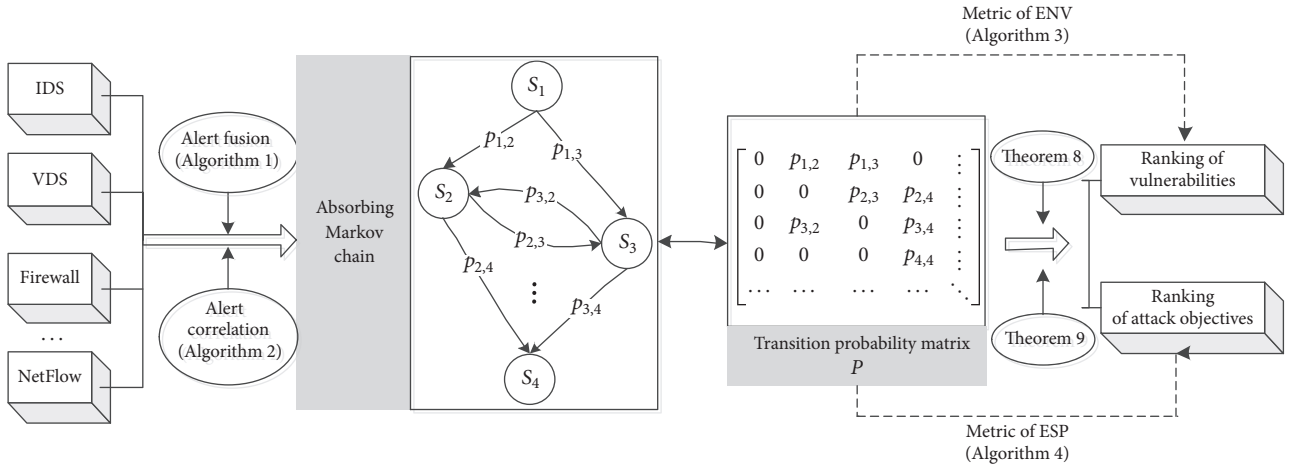 IDS
VDS
Firewall
...
NetFlow
Alert fusion
(Algorithm 1)
Alert
correlation
(Algorithm 2)
Absorbing
Markov
chain
S1
p1,2
p1,3
S2
p3,2
p2,3
S3
p2,4
⋮
p3,4
S4
Metric of ENV
(Algorithm 3)
0 p1,2 p1,3 0 ⋮
0 0 p2,3 p2,4 ⋮
0 p3,2 0 p3,4 ⋮
0 0 0 p4,4 ⋮
... ... ... ... ⋱
Transition probability matrix
P
Theorem 8
Theorem 9
Ranking of
vulnerabilities
Ranking
of attack objectives
Metric of ESP
(Algorithm 4)